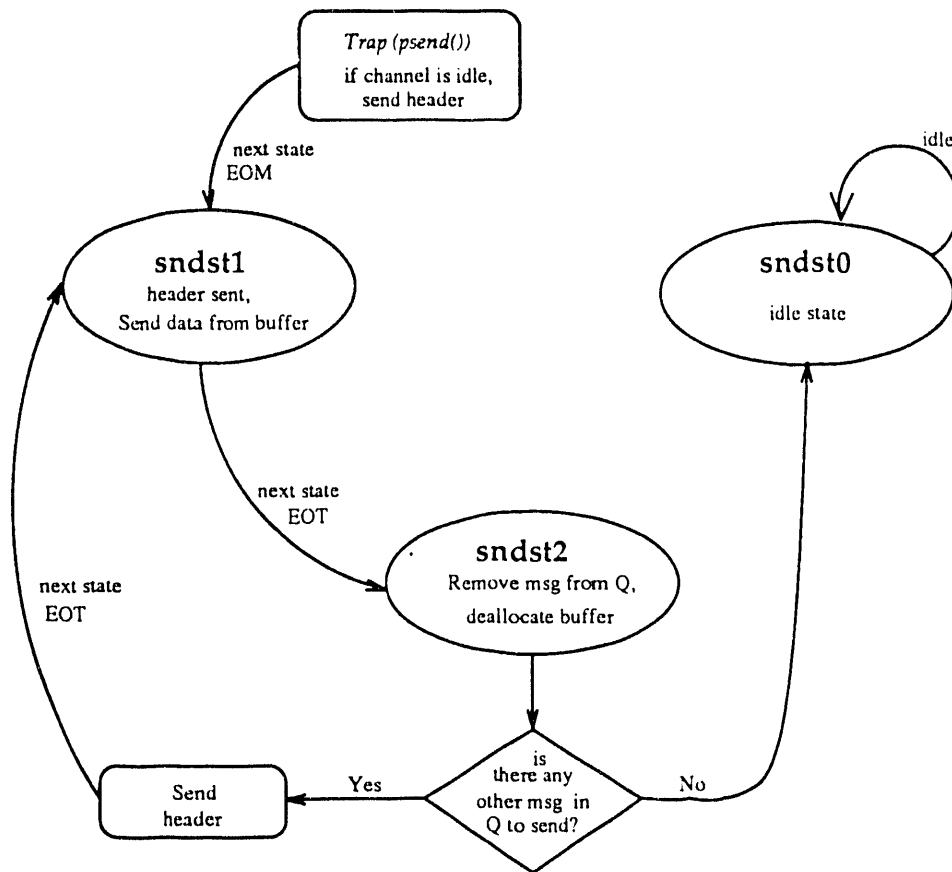 Trap (psend())
if channel is idle,
send header
next state
EOM
idle
sndst1
header sent,
Send data from buffer
sndst0
idle state
next state
EOT
sndst2
Remove msg from Q,
deallocate buffer
next state
EOT
is
there any
other msg in
Q to send?
Yes
No
Send
header